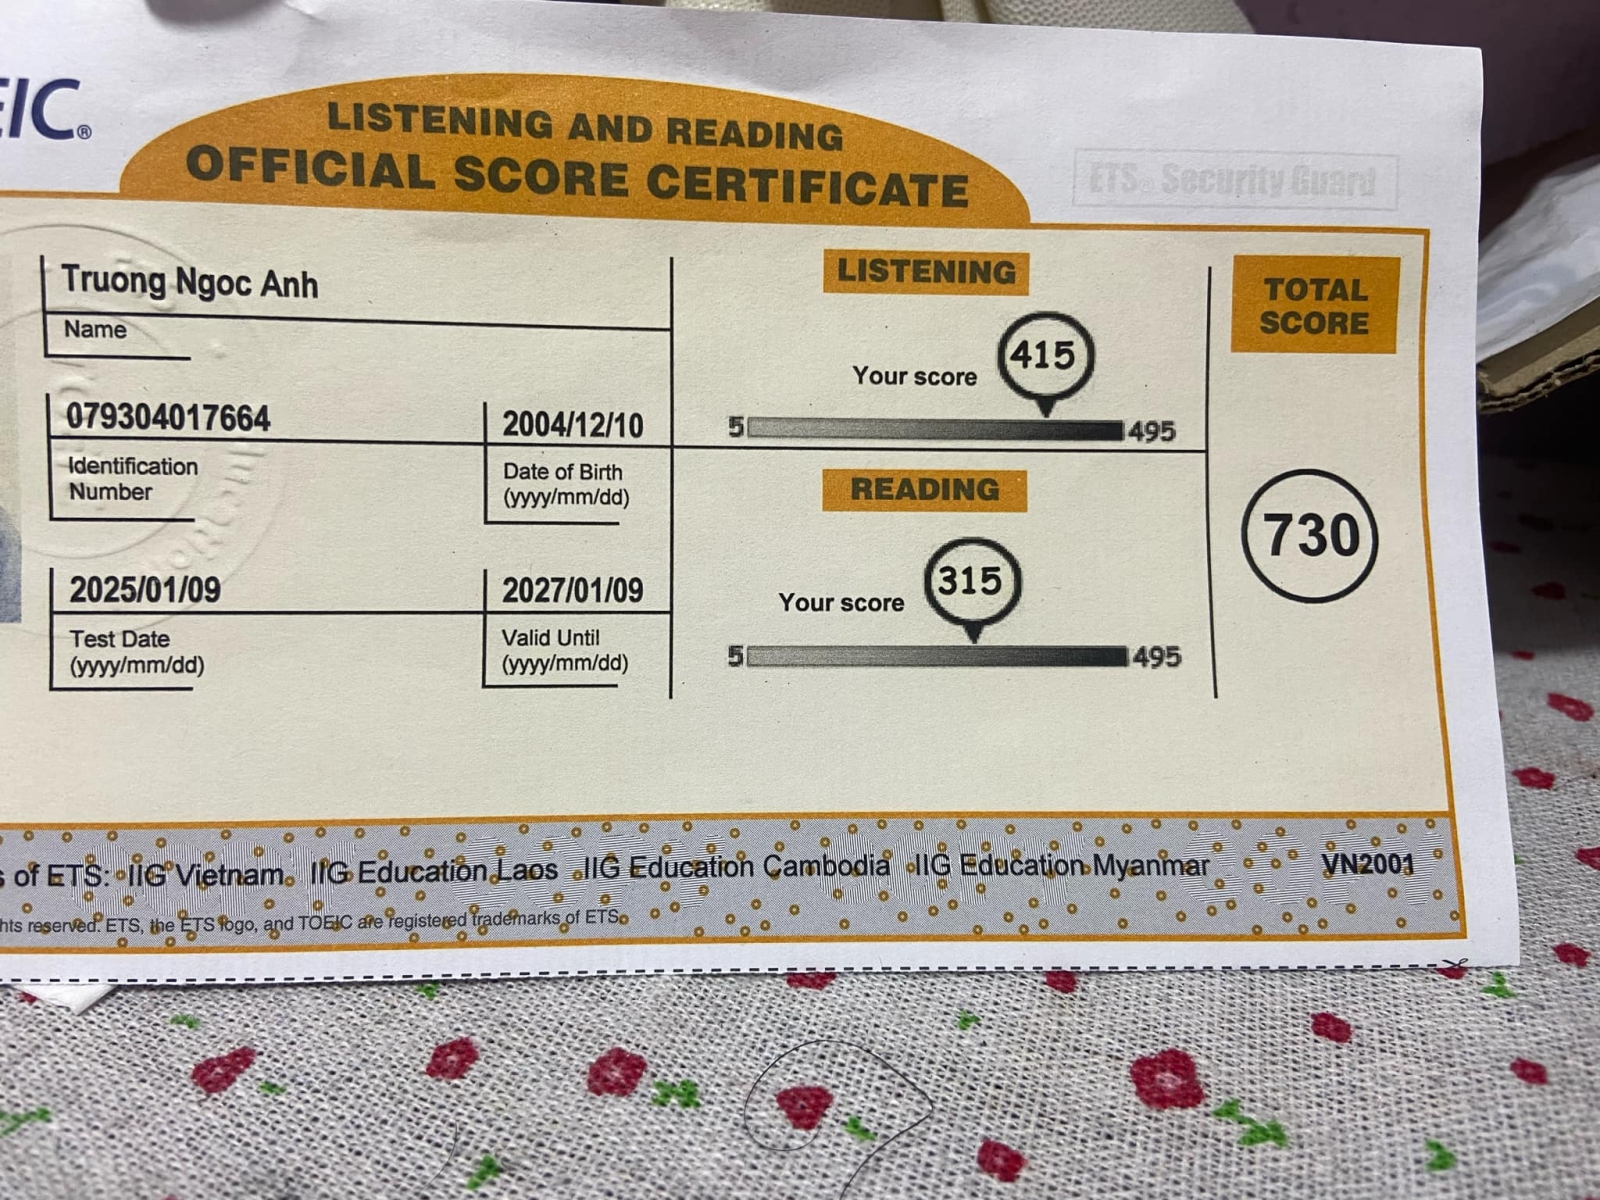 EIC®
LISTENING AND READING
OFFICIAL SCORE CERTIFICATE
ETS® Security Guard
Truong Ngoc Anh
Name
079304017664
Identification
Number
2004/12/10
Date of Birth
(yyyy/mm/dd)
2025/01/09
Test Date
(yyyy/mm/dd)
2027/01/09
Valid Until
(yyyy/mm/dd)
LISTENING
Your score
415
5
495
READING
Your score
315
5
495
TOTAL
SCORE
730
s of ETS: IIG Vietnam IIG Education Laos IIG Education Cambodia IIG Education Myanmar
VN2001
hts reserved. ETS, the ETS logo, and TOEIC are registered trademarks of ETS.